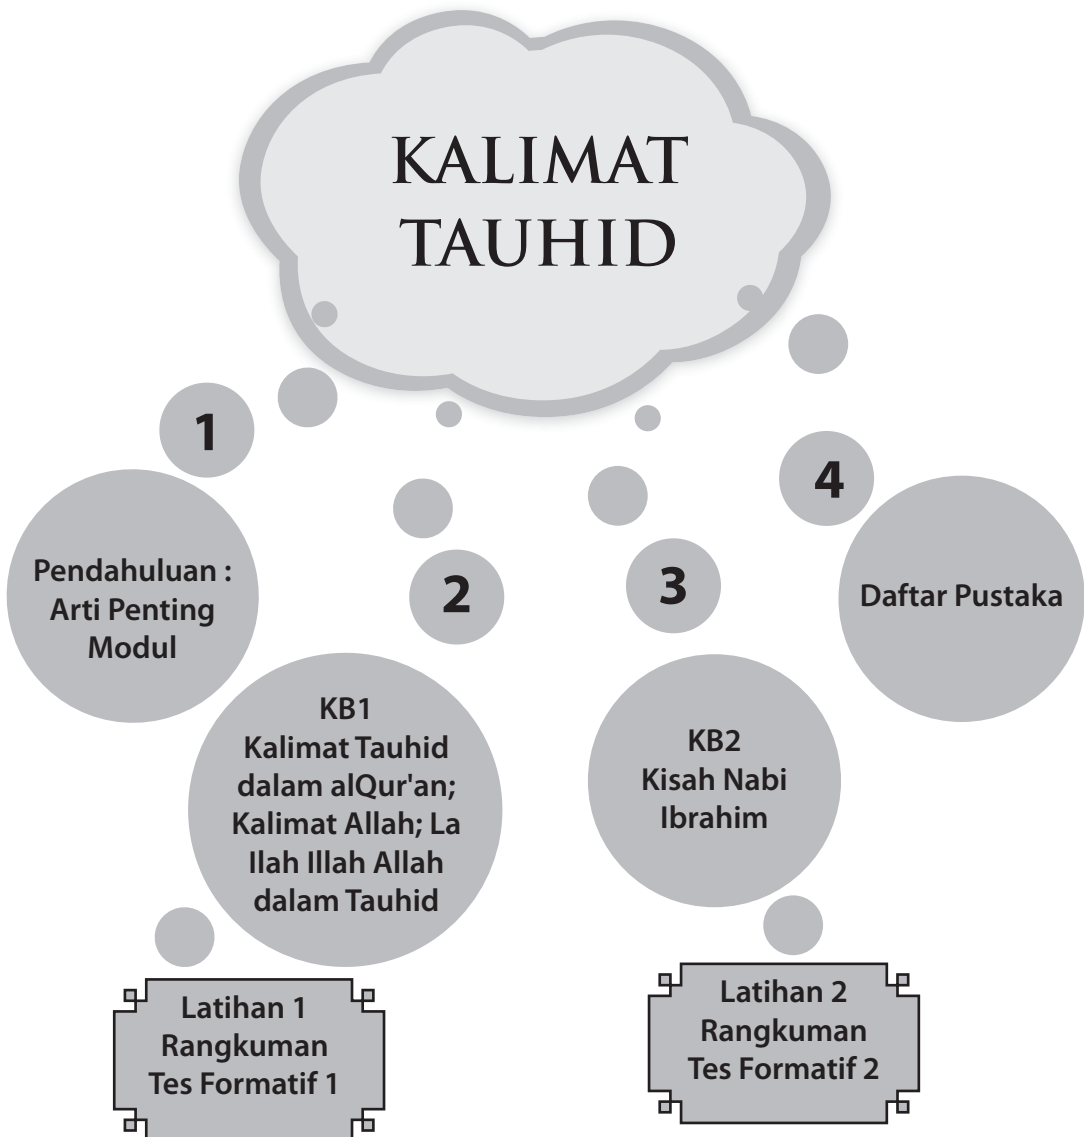 KALIMAT
TAUHID
1
Pendahuluan :
Arti Penting
Modul
2
KB1
Kalimat Tauhid
dalam alQur'an;
Kalimat Allah; La
Ilah Illah Allah
dalam Tauhid
Latihan 1
Rangkuman
Tes Formatif 1
3
KB2
Kisah Nabi
Ibrahim
Latihan 2
Rangkuman
Tes Formatif 2
4
Daftar Pustaka